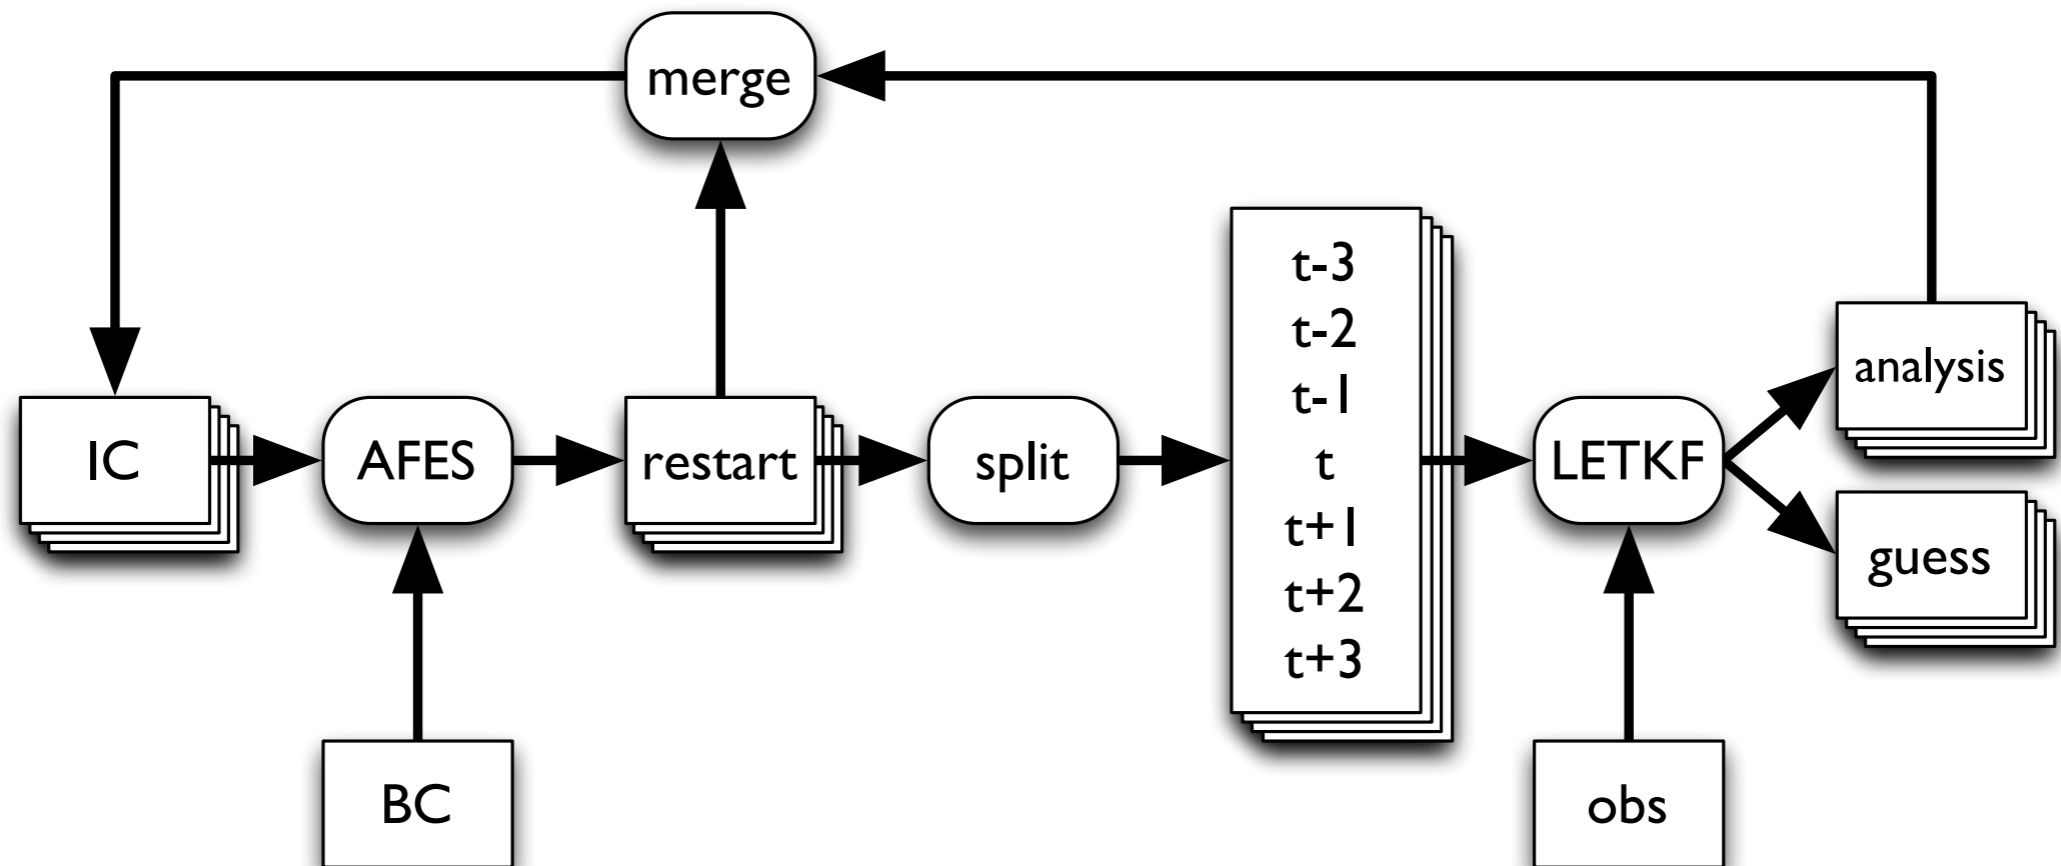 merge
IC
AFES
restart
split
t-3
t-2
t-1
t
t+1
t+2
t+3
LETKF
analysis
guess
BC
obs